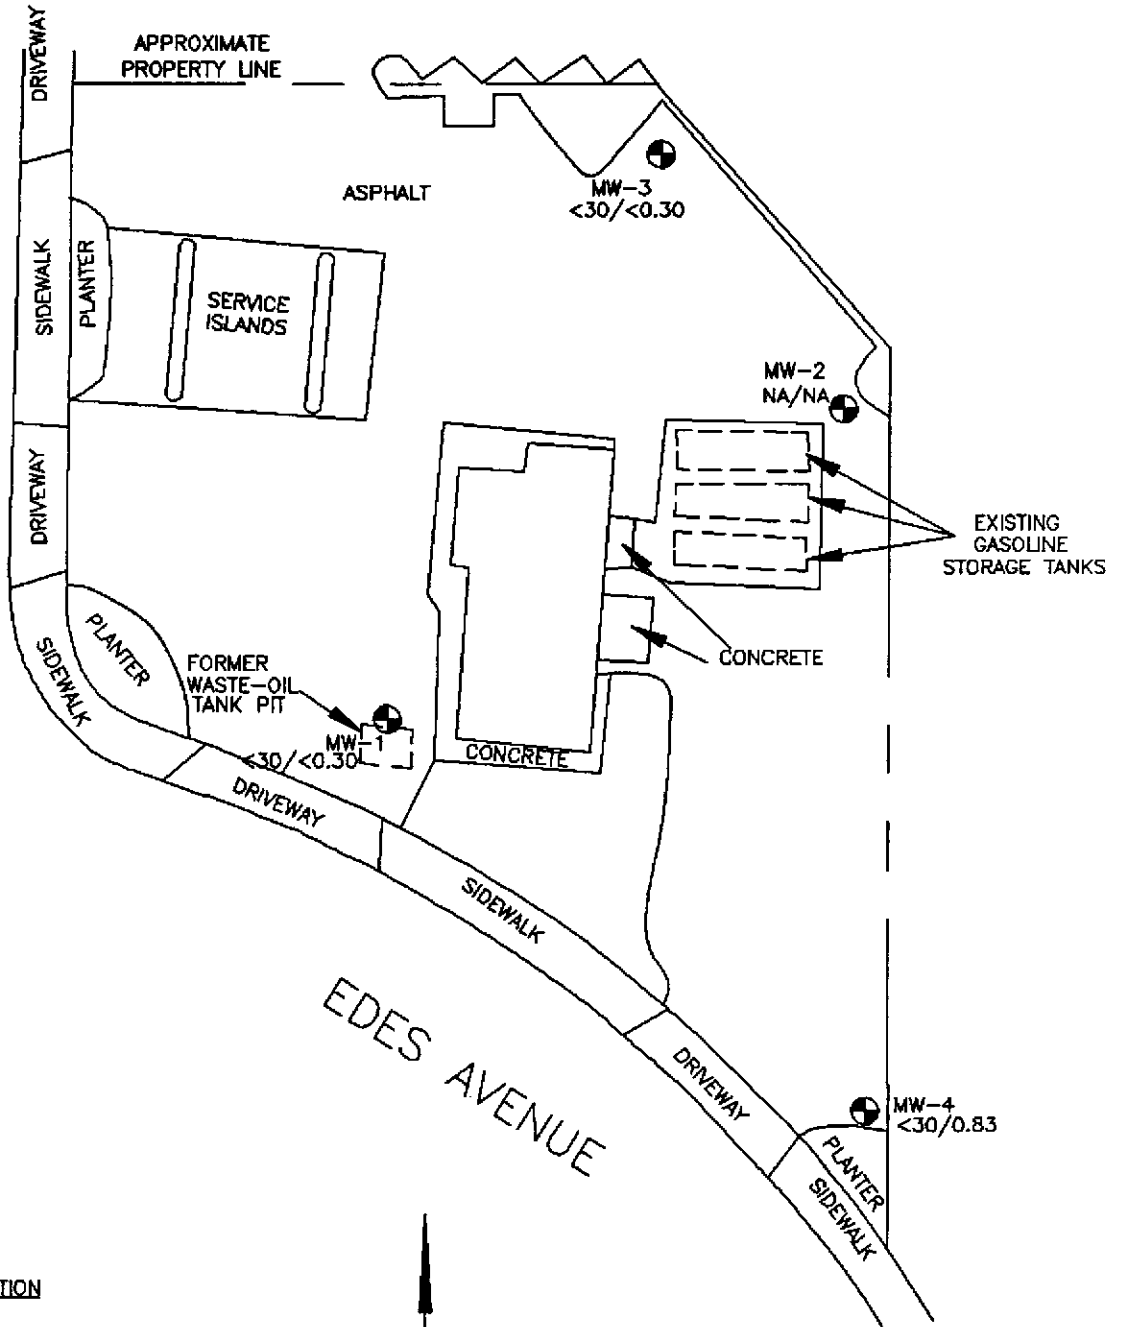 DRIVEWAY
APPROXIMATE
PROPERTY LINE
ASPHALT
MW-3
<30/<0.30
SIDEWALK
PLANTER
SERVICE
ISLANDS
MW-2
NA/NA
DRIVEWAY
EXISTING
GASOLINE
STORAGE TANKS
PLANTER
SIDEWALK
FORMER
WASTE-OIL
TANK PIT
CONCRETE
MW-1
<30/<0.30
CONCRETE
DRIVEWAY
SIDEWALK
EDES AVENUE
DRIVEWAY
MW-4
<30/0.83
PLANTER
SIDEWALK
TION